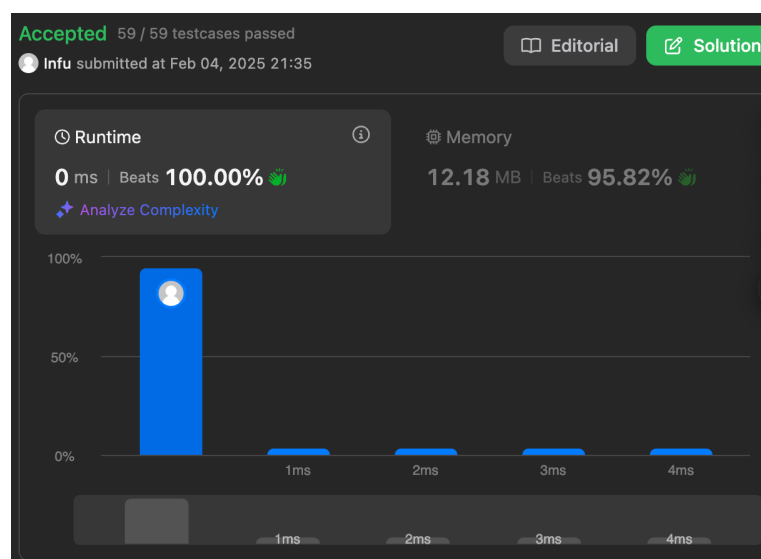 Accepted 59 / 59 testcases passed
Editorial
Solution
Infu submitted at Feb 04, 2025 21:35
Runtime
Memory
0 ms | Beats 100.00%
12.18 MB | Beats 95.82%
Analyze Complexity
100%
50%
0%
1ms 2ms 3ms 4ms
1ms 2ms 3ms 4ms